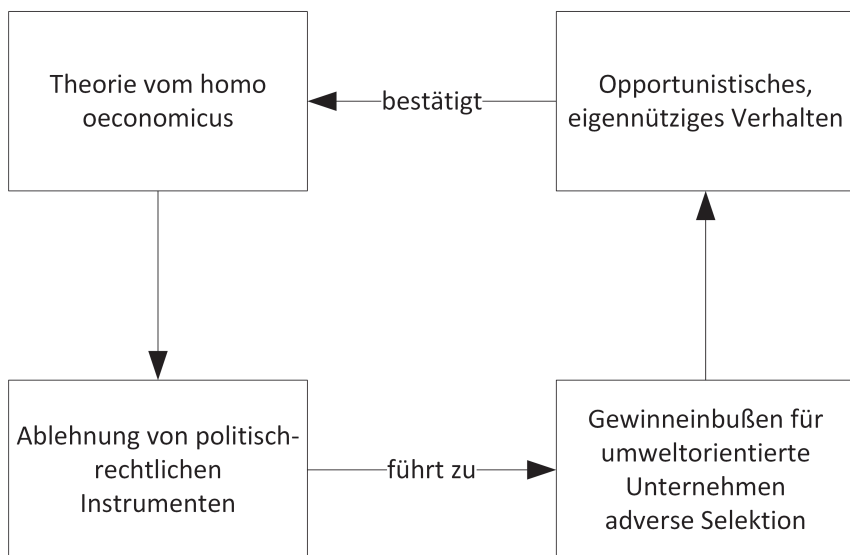 Theorie vom homo
oeconomicus
bestätigt
Opportunistisches,
eigennütziges Verhalten
Ablehnung von politisch-
rechtlichen
Instrumenten
führt zu
Gewinneinbußen für
umweltorientierte
Unternehmen
adverse Selektion